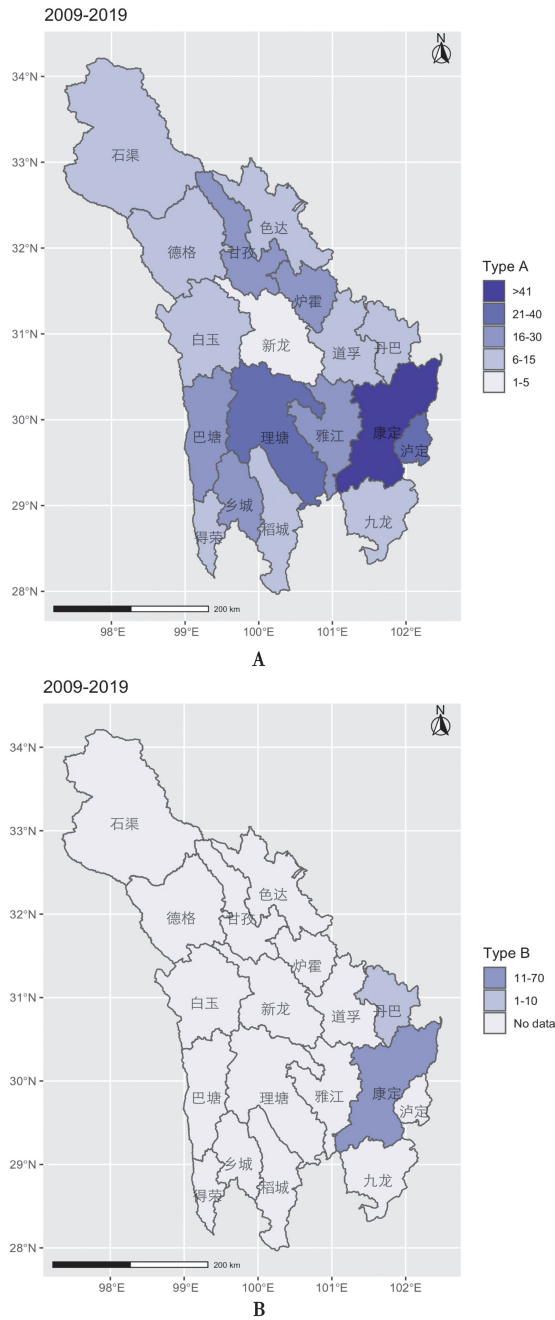 2009-2019
N
34°N
33°N
32°N
31°N
30°N
29°N
28°N
石渠
色达
德格
甘孜
炉霍
白玉
新龙
道孚
丹巴
巴塘
理塘
雅江
康定
泸定
乡城
得荣
稻城
九龙
200 km
98°E 99°E 100°E 101°E 102°E
Type A
>41
21-40
16-30
6-15
1-5
A
2009-2019
N
34°N
33°N
32°N
31°N
30°N
29°N
28°N
石渠
色达
德格
甘孜
炉霍
白玉
新龙
道孚
丹巴
巴塘
理塘
雅江
康定
泸定
乡城
得荣
稻城
九龙
200 km
98°E 99°E 100°E 101°E 102°E
Type B
11-70
1-10
No data
B